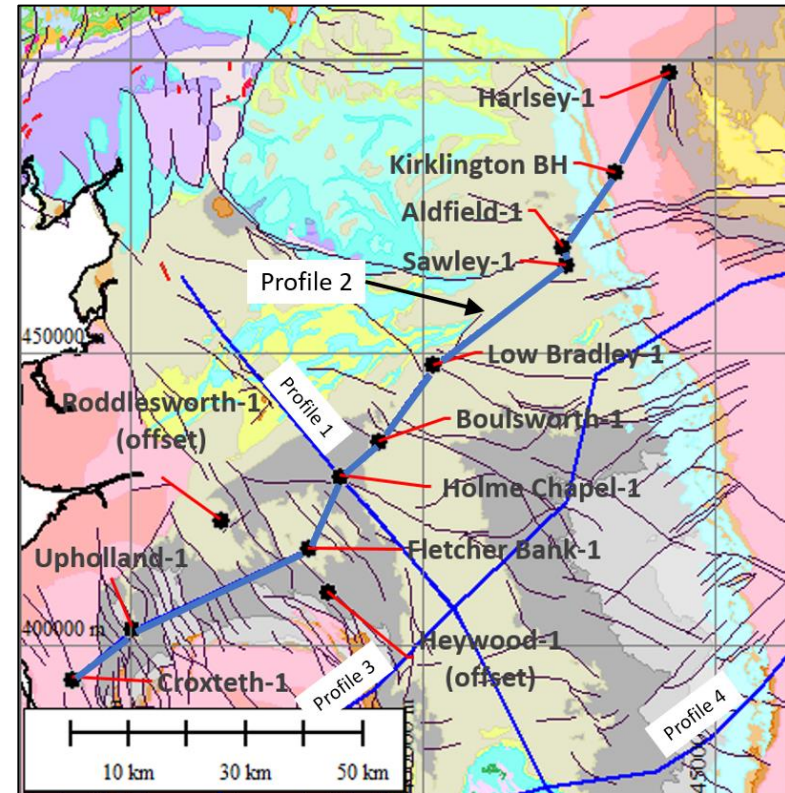 Harlsey-1
Kirklington BH
Aldfield-1
Sawley-1
Profile 2
450000 m
Low Bradley-1
Roddlesworth-1
(offset)
Profile 1
Boulsworth-1
Holme Chapel-1
Upholland-1
Fletcher Bank-1
400000 m
Heywood-1
(offset)
Croxteth-1
Profile 3
Profile 4
10 km
30 km
50 km